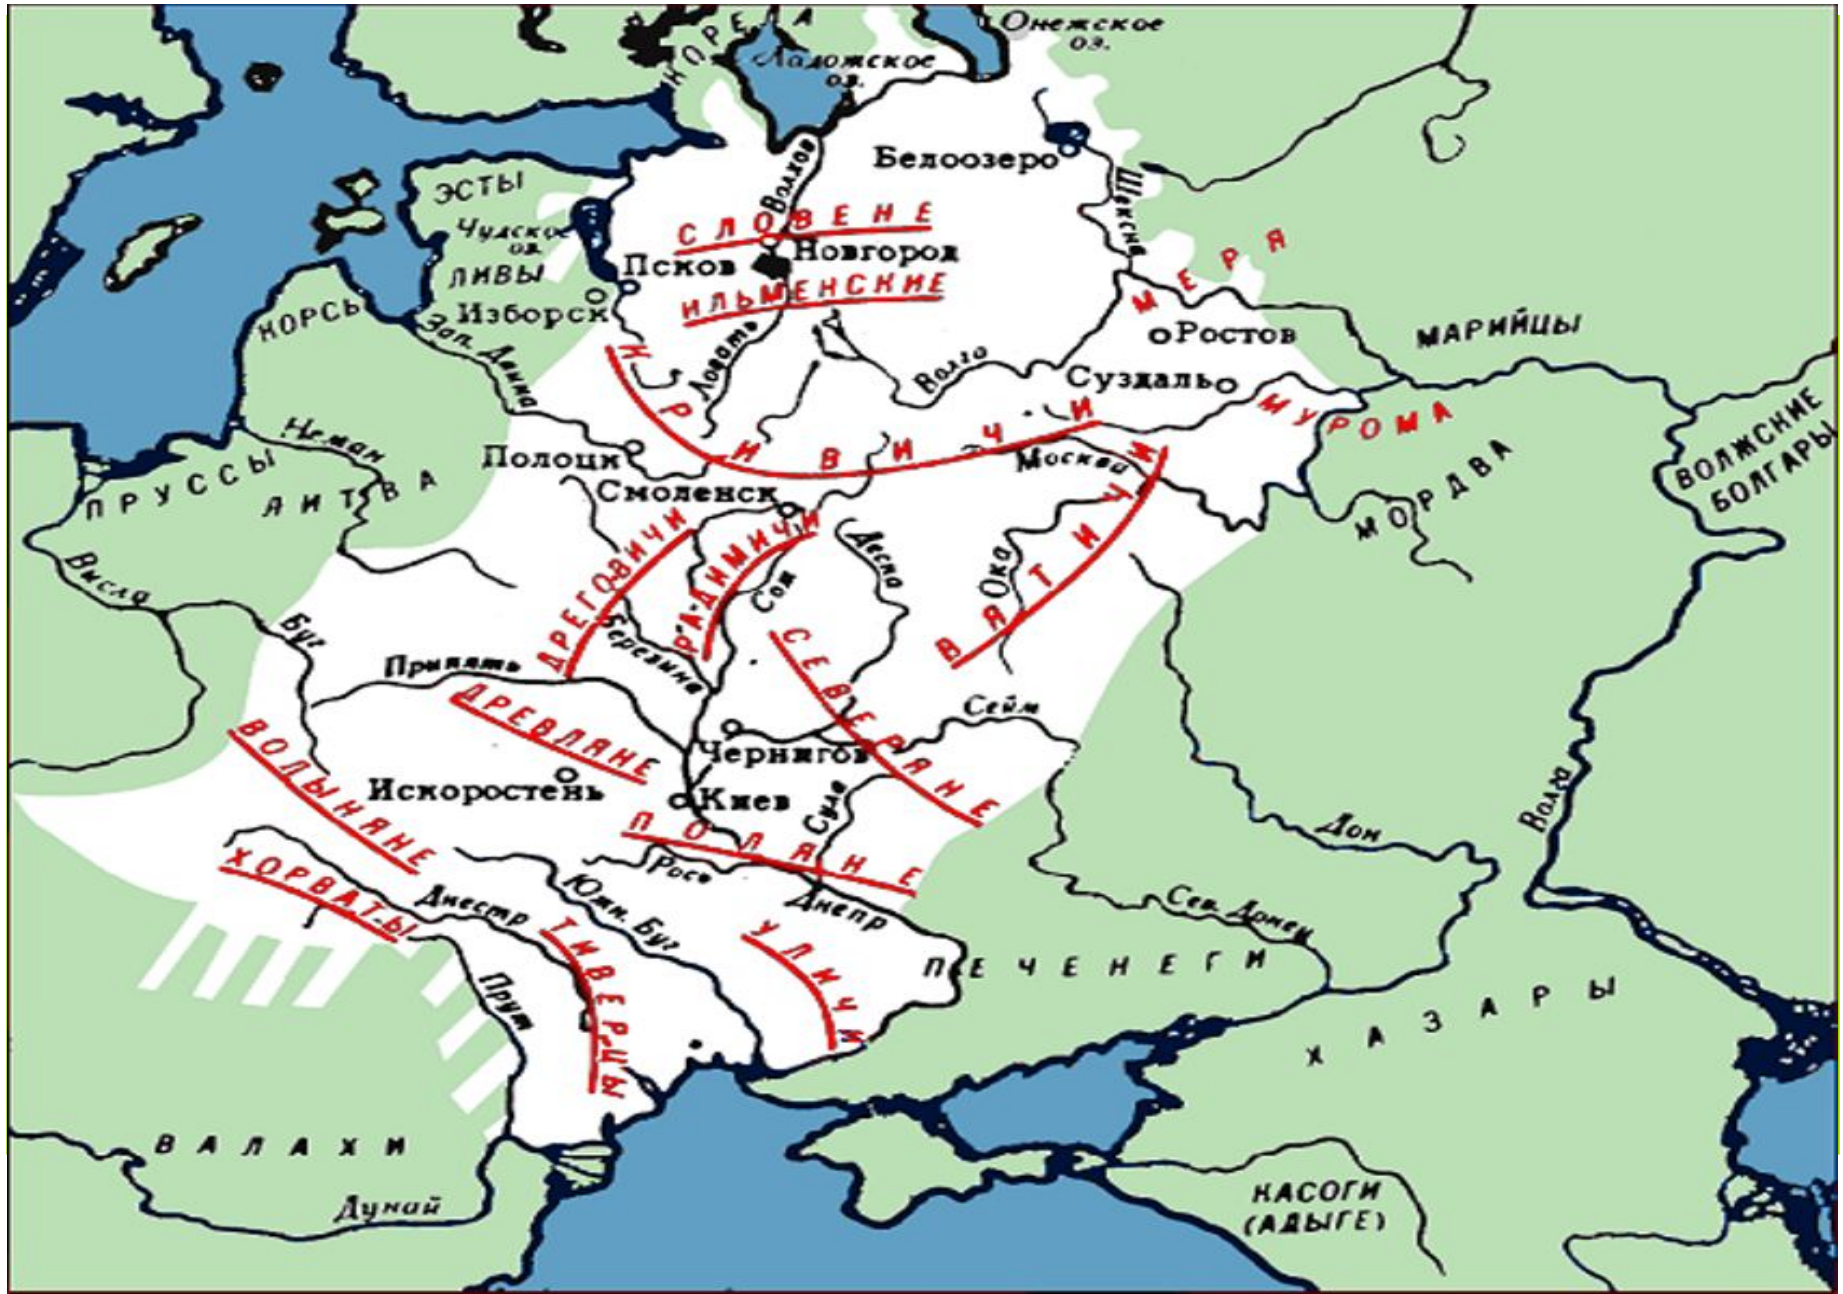 КОРЕЛА
Онежское
оз.
Ладожское
оз.
Белоозеро
Волхов
Шексна
ЭСТЫ
Чудское
оз.
СЛОВЕНЕ
Новгород
ИЛЬМЕНСКИЕ
Псков
ЛИВЫ
Изборск
МЕРЯ
КОРСЬ
Зап. Двина
Ловать
Волга
Ростов
МАРИЙЦЫ
Суздаль
КРИВИЧИ
МУРОМА
ВОЛЖСКИЕ
БОЛГАРЫ
Неман
ПРУССЫ
ЛИТВА
Полоцк
Москва
МОРДВА
Смоленск
ДРЕГОВИЧИ
РАДИМИЧИ
Сож
Десна
Ока
ВЯТИЧИ
Висла
Буг
Березина
Припять
СЕВЕРЯНЕ
Сейм
ДРЕВЛЯНЕ
Чернигов
ВОЛЫНЯНЕ
Искоростень
Киев
Сула
Волга
Дон
ПОЛЯНЕ
ХОРВАТЫ
Рось
Днестр
Южн. Буг
Днепр
Сев. Донец
ТИВЕРЦЫ
УЛИЧИ
ПЕЧЕНЕГИ
Прут
ХАЗАРЫ
ВАЛАХИ
Дунай
КАСОГИ
(АДЫГЕ)